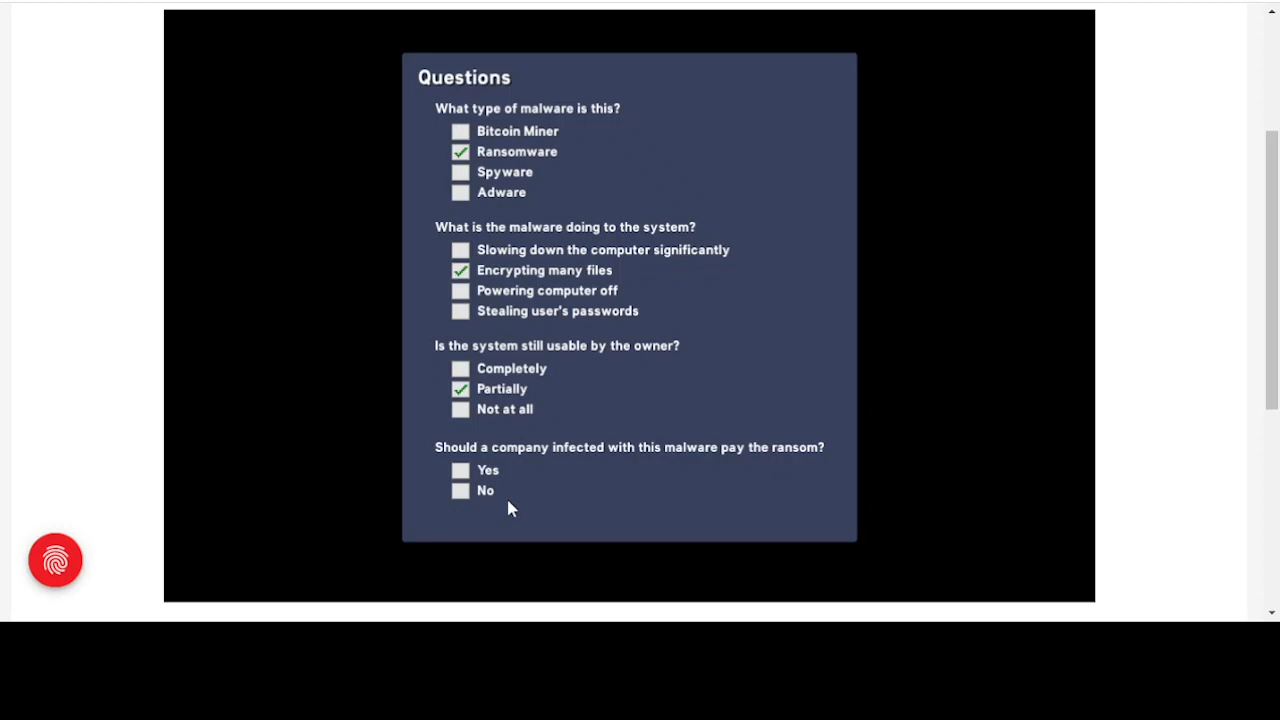 Questions
What type of malware is this?
Bitcoin Miner
Ransomware
Spyware
Adware
What is the malware doing to the system?
Slowing down the computer significantly
Encrypting many files
Powering computer off
Stealing user's passwords
Is the system still usable by the owner?
Completely
Partially
Not at all
Should a company infected with this malware pay the ransom?
Yes
No